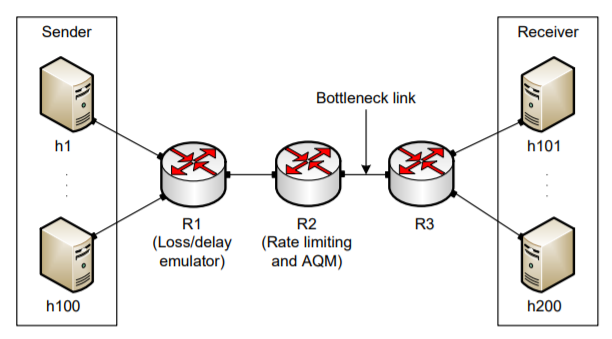 Sender
Receiver
Bottleneck link
h1
h101
.
.
.
.
.
.
R1
(Loss/delay
emulator)
R2
(Rate limiting
and AQM)
R3
h100
h200